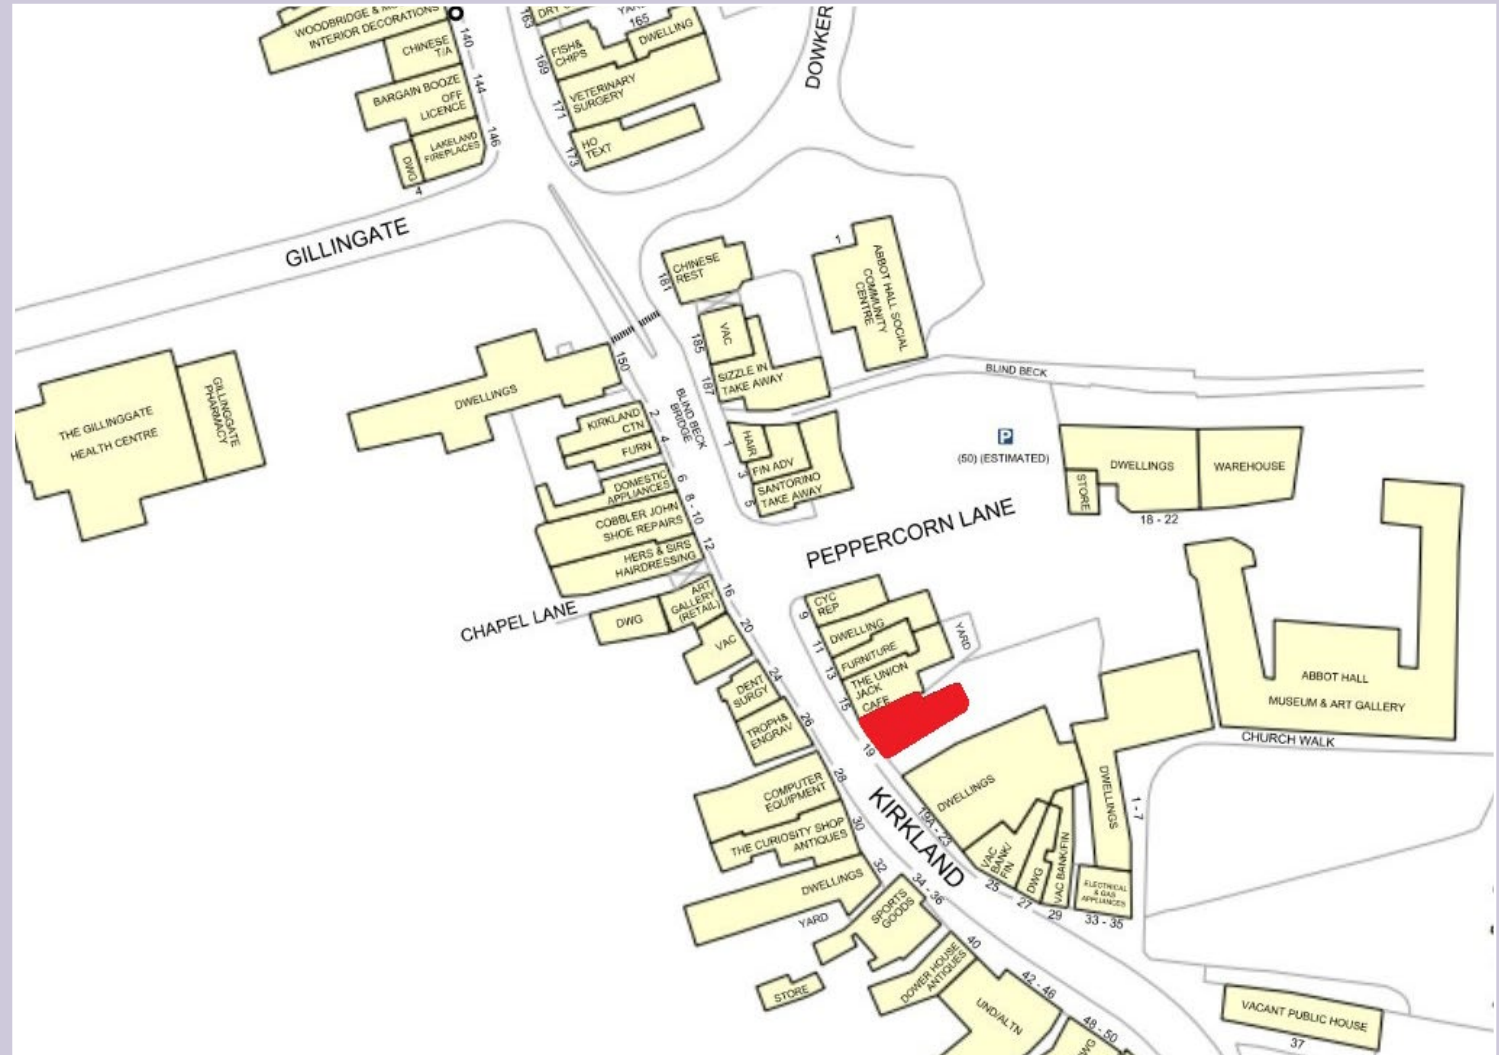 WOODBRIDGE & M
INTERIOR DECORATIONS
140
CHINESE
T/A
144
BARGAIN BOOZE
OFF
LICENCE
146
LAKELAND
FIREPLACES
DWG
4
163
DRY
165
DWELLING
FISH&
CHIPS
169
VETERINARY
SURGERY
171
HO
TEXT
173
DOWKER
GILLINGATE
1
ABBOT HALL SOCIAL
COMMUNITY
CENTRE
CHINESE
REST
181
VAC
185
SIZZLE IN
TAKE AWAY
187
BLIND BECK
BLIND BECK
BRIDGE
150
DWELLINGS
THE GILLINGGATE
HEALTH CENTRE
GILLINGGATE
PHARMACY
KIRKLAND
CTN
2
FURN
4
DOMESTIC
APPLIANCES
6
COBBLER JOHN
SHOE REPAIRS
8 - 10
HERS & SIRS
HAIRDRESSING
12
HAIR
1
FIN ADV
3
SANTORINO
TAKE AWAY
5
P
(50) (ESTIMATED)
DWELLINGS
WAREHOUSE
STORE
18 - 22
PEPPERCORN LANE
CHAPEL LANE
DWG
ART
GALLERY
(RETAIL)
16
VAC
20
DENT
SURGY
24
TROPH&
ENGRAV
26
CYC
REP
9
DWELLING
11
FURNITURE
13
THE UNION
JACK
CAFE
15
YARD
19
ABBOT HALL
MUSEUM & ART GALLERY
CHURCH WALK
COMPUTER
EQUIPMENT
28
THE CURIOSITY SHOP
ANTIQUES
30
DWELLINGS
32
YARD
KIRKLAND
DWELLINGS
19A - 23
VAC
BANK/
FIN
25
DWG
27
VAC BANK/FIN
29
DWELLINGS
1 - 7
ELECTRICAL
& GAS
APPLIANCES
33 - 35
SPORTS
GOODS
34 - 36
STORE
DOWER HOUSE
ANTIQUES
40
UND/ALTN
42 - 46
48 - 50
VACANT PUBLIC HOUSE
37